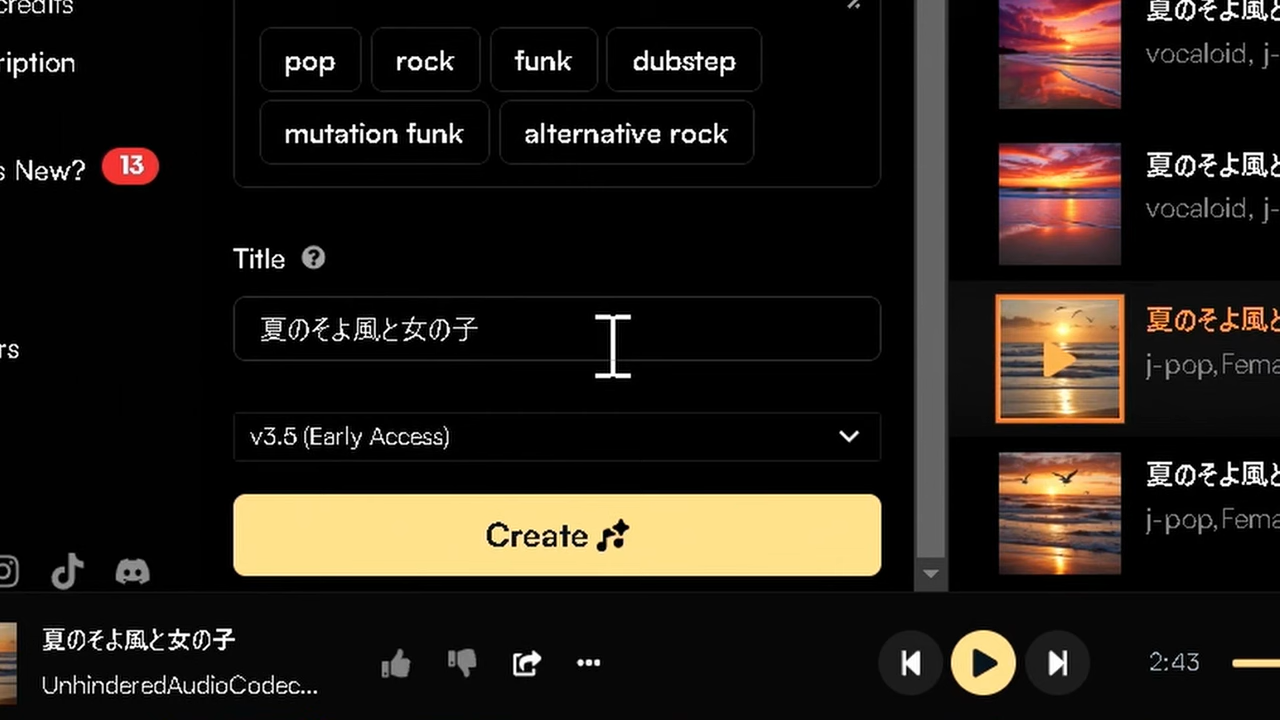 credits
ription
s New?
13
rs
pop
rock
funk
dubstep
mutation funk
alternative rock
Title
夏のそよ風と女の子
v3.5 (Early Access)
Create
夏のそよ風と
vocaloid, j-
夏のそよ風と
vocaloid, j-
夏のそよ風と
j-pop,Fema
夏のそよ風と
j-pop,Fema
夏のそよ風と女の子
UnhinderedAudioCodec...
2:43